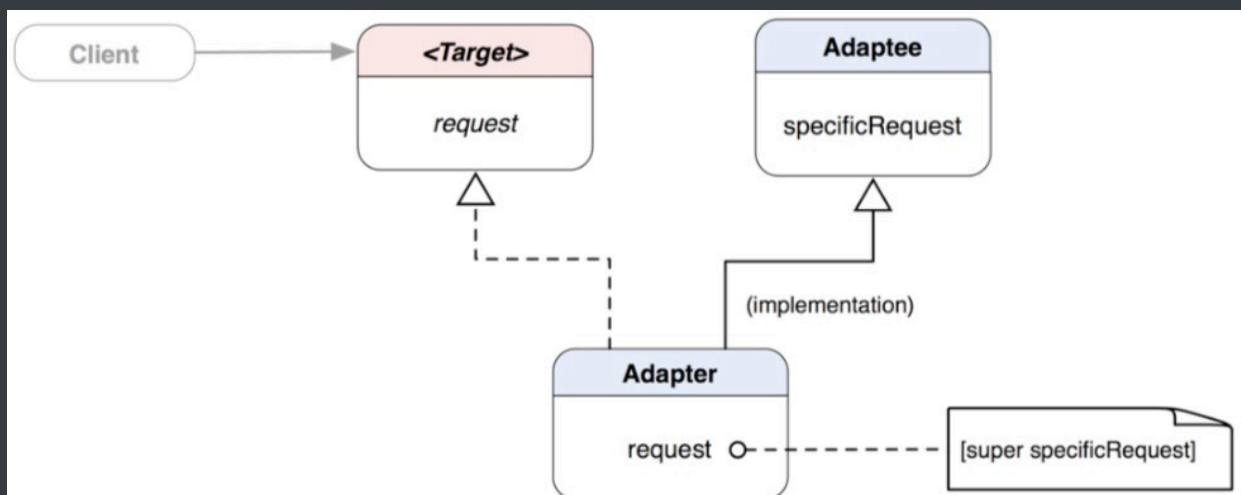 Client
<Target>
request
Adaptee
specificRequest
(implementation)
Adapter
request
[super specificRequest]